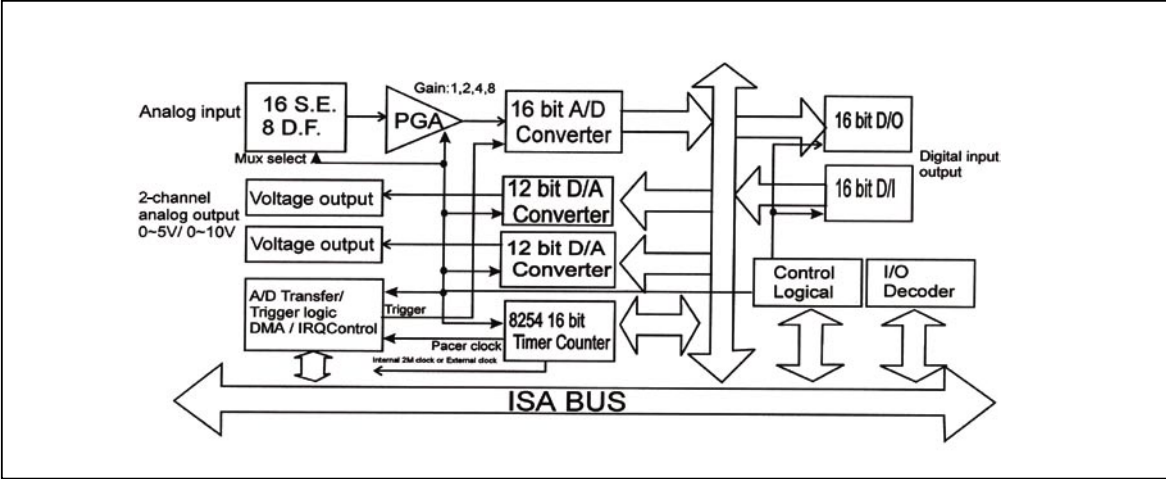 Gain:1,2,4,8
Analog input
16 S.E.
8 D.F.
PGA
16 bit A/D
Converter
16 bit D/O
Mux select
Digital input
output
2-channel
analog output
0~5V/ 0~10V
Voltage output
12 bit D/A
Converter
16 bit D/I
Voltage output
12 bit D/A
Converter
A/D Transfer/
Trigger logic
DMA / IRQControl
Trigger
Pacer clock
Internal 2M clock or External clock
8254 16 bit
Timer Counter
Control
Logical
I/O
Decoder
ISA BUS